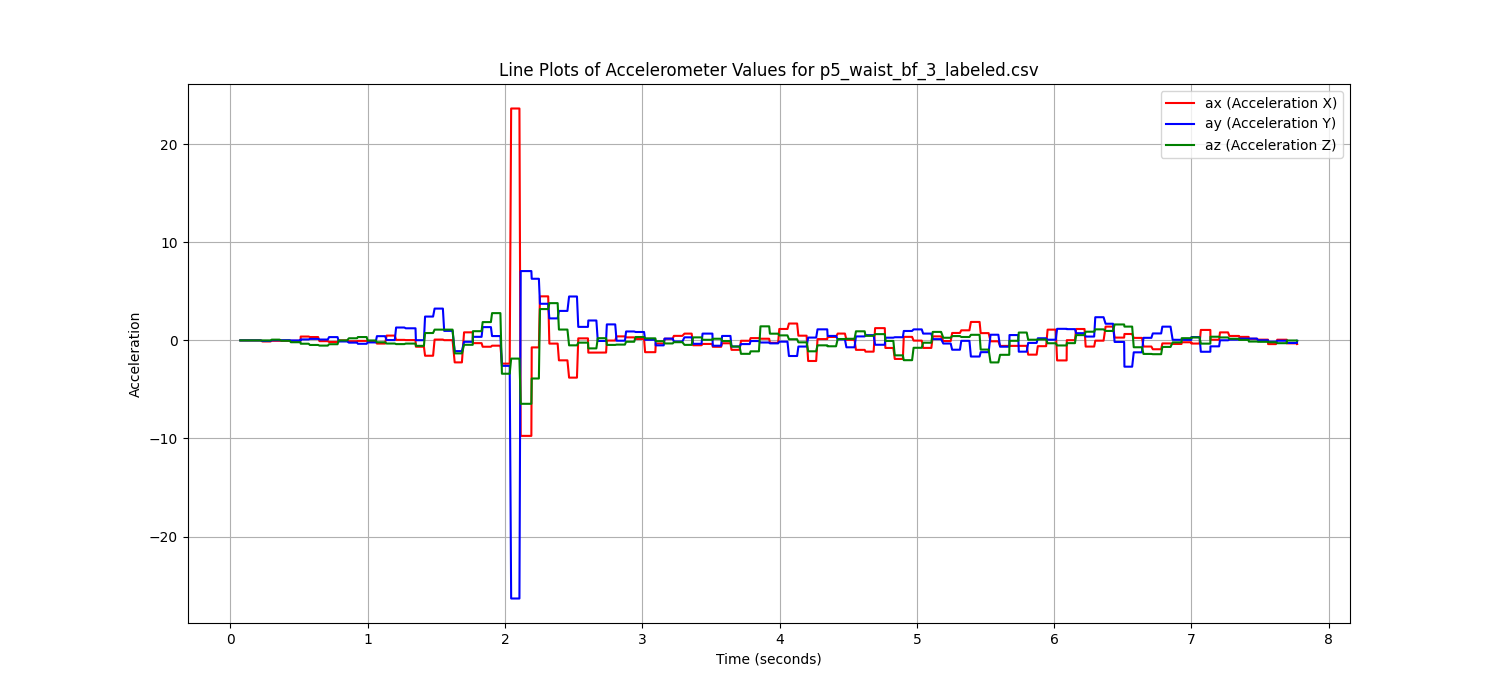 Line Plots of Accelerometer Values for p5_waist_bf_3_labeled.csv
ax (Acceleration X)
ay (Acceleration Y)
az (Acceleration Z)
20
10
0
−10
−20
Acceleration
0 1 2 3 4 5 6 7 8
Time (seconds)